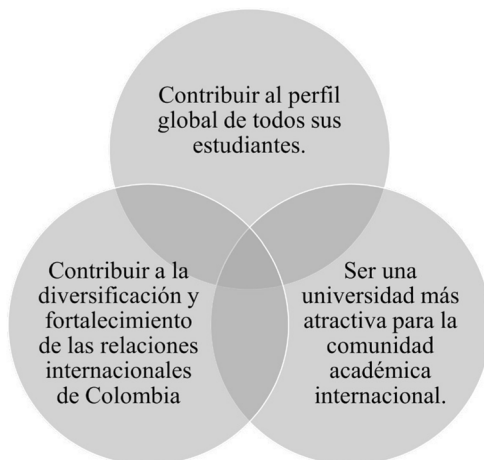 Contribuir al perfil
global de todos sus
estudiantes.
Contribuir a la
diversificación y
fortalecimiento
de las relaciones
internacionales
de Colombia
Ser una
universidad más
atractiva para la
comunidad
académica
internacional.